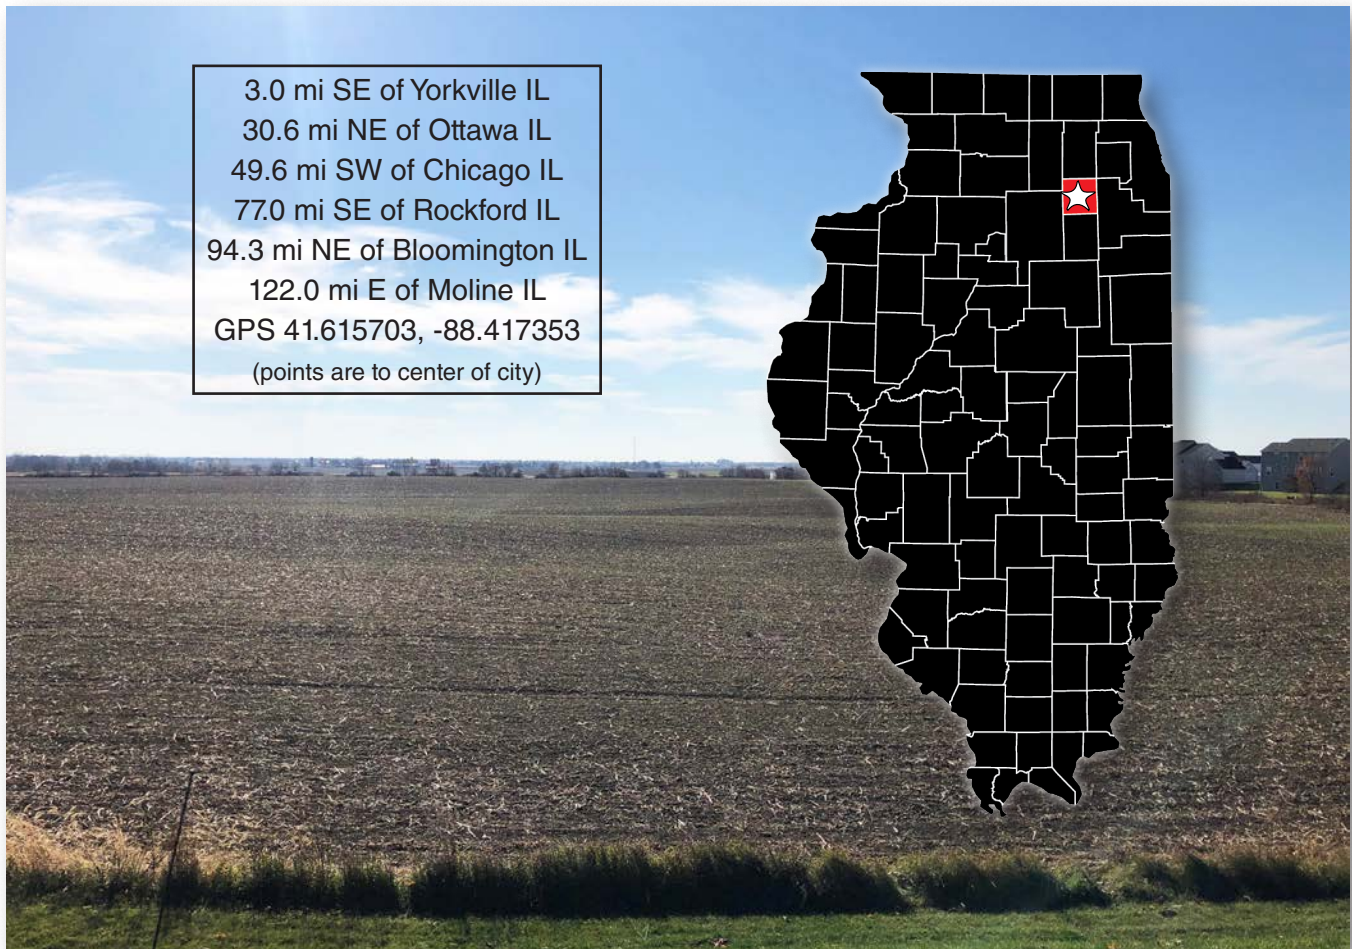 3.0 mi SE of Yorkville IL
30.6 mi NE of Ottawa IL
49.6 mi SW of Chicago IL
77.0 mi SE of Rockford IL
94.3 mi NE of Bloomington IL
122.0 mi E of Moline IL
GPS 41.615703, -88.417353
(points are to center of city)